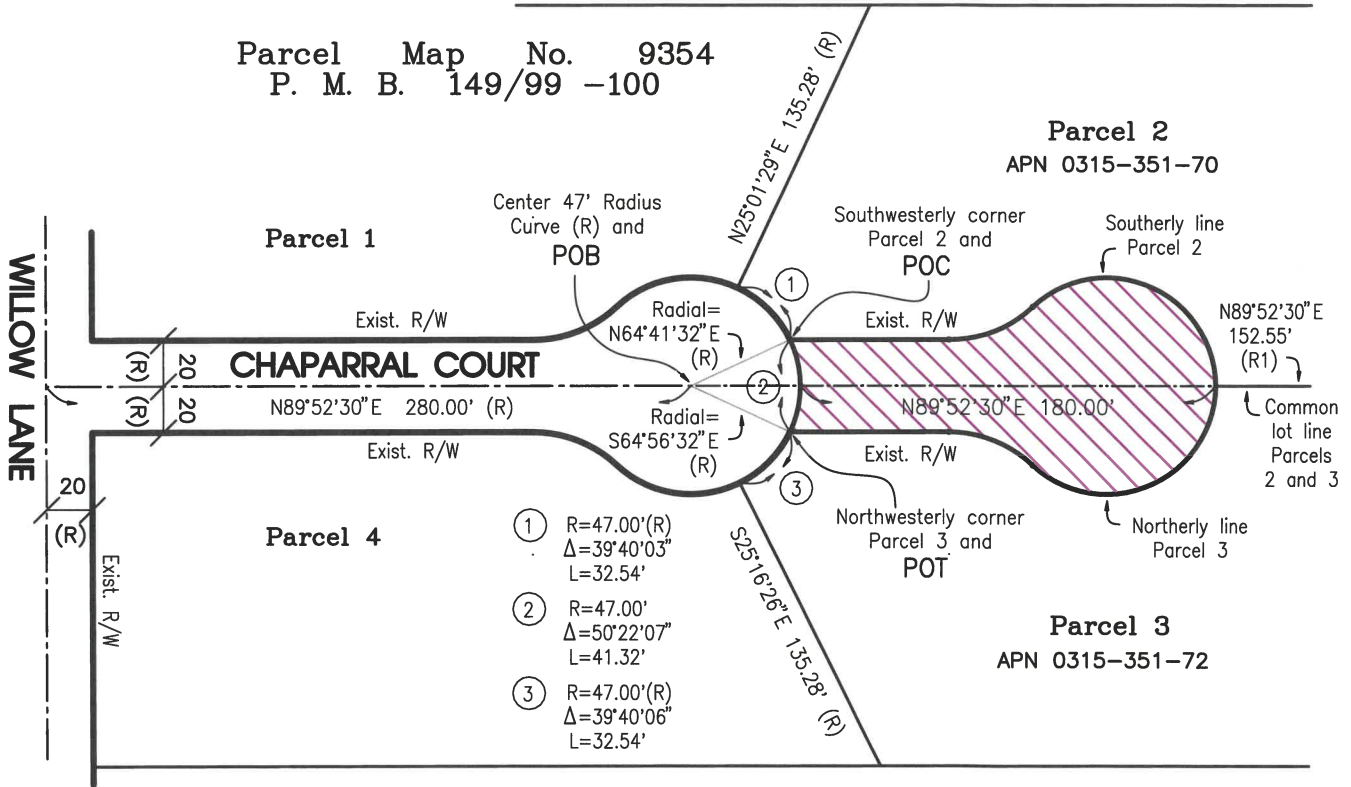 Parcel Map No. 9354
P. M. B. 149/99 -100
N25°01'29"E 135.28' (R)
Parcel 2
APN 0315-351-70
Center 47' Radius
Curve (R) and
POB
Southwesterly corner
Parcel 2 and
POC
Southerly line
Parcel 2
Parcel 1
WILLOW LANE
Exist. R/W
Radial=
N64°41'32"E
(R)
1
Exist. R/W
N89°52'30"E
152.55'
(R1)
(R) 20
(R) 20
CHAPARRAL COURT
2
N89°52'30"E 280.00' (R)
N89°52'30"E 180.00'
Radial=
S64°56'32"E
(R)
Common
lot line
Parcels
2 and 3
Exist. R/W
Exist. R/W
3
20
(R)
Exist. R/W
Parcel 4
Northwesterly corner
Parcel 3 and
POT
Northerly line
Parcel 3
S25°16'26"E 135.28' (R)
1 R=47.00'(R)
Δ=39°40'03"
L=32.54'
2 R=47.00'
Δ=50°22'07"
L=41.32'
3 R=47.00'(R)
Δ=39°40'06"
L=32.54'
Parcel 3
APN 0315-351-72